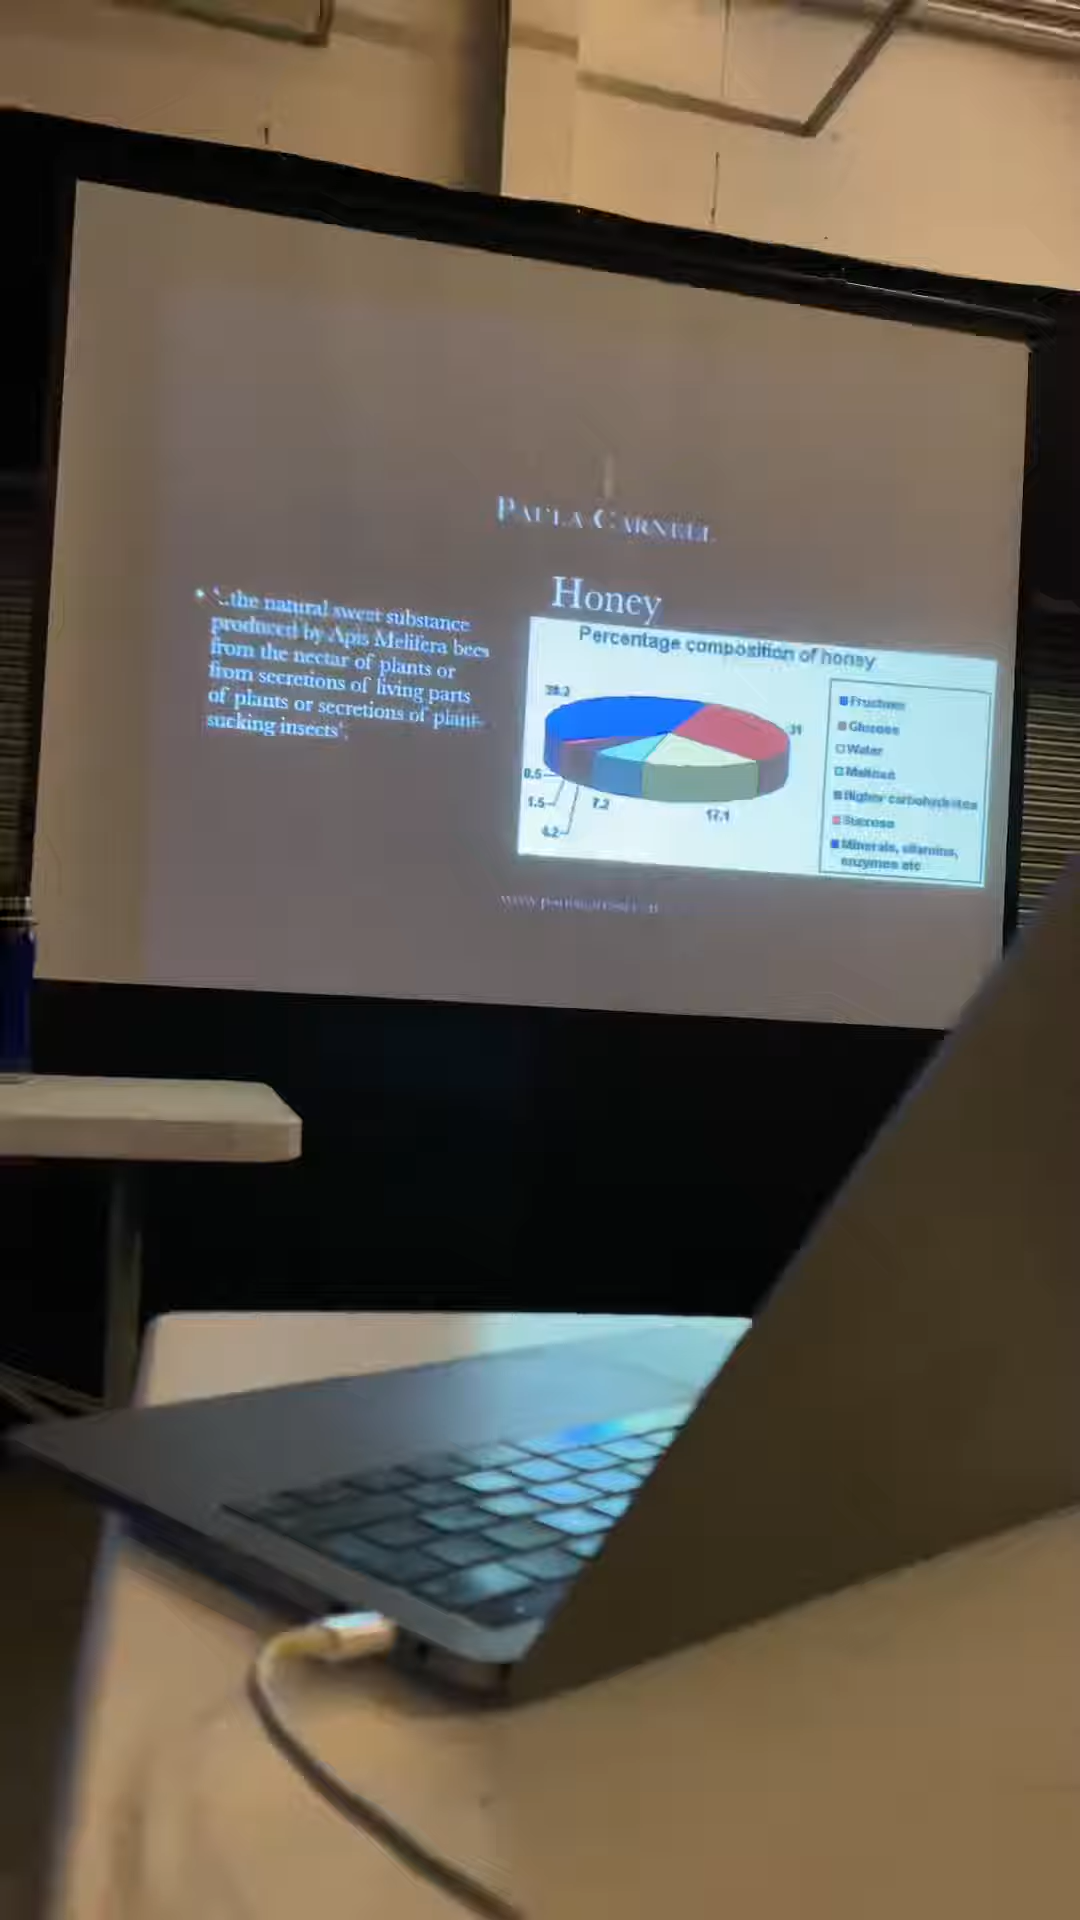 PAULA CARNELL
Honey
• '..the natural sweet substance
produced by Apis Melifera bees
from the nectar of plants or
from secretions of living parts
of plants or secretions of plant-
sucking insects'.
Percentage composition of honey
38.2
31
0.5
1.5
4.2
7.2
17.1
Fructose
Glucose
Water
Maltose
Higher carbohydrates
Sucrose
Minerals, vitamins,
enzymes etc